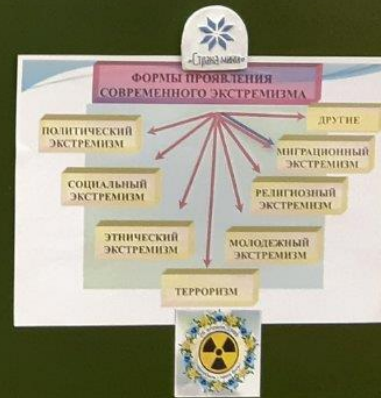 «Страна мини»
ФОРМЫ ПРОЯВЛЕНИЯ
СОВРЕМЕННОГО ЭКСТРЕМИЗМА
ДРУГИЕ
ПОЛИТИЧЕСКИЙ
ЭКСТРЕМИЗМ
МИГРАЦИОННЫЙ
ЭКСТРЕМИЗМ
СОЦИАЛЬНЫЙ
ЭКСТРЕМИЗМ
РЕЛИГИОЗНЫЙ
ЭКСТРЕМИЗМ
ЭТНИЧЕСКИЙ
ЭКСТРЕМИЗМ
МОЛОДЕЖНЫЙ
ЭКСТРЕМИЗМ
ТЕРРОРИЗМ